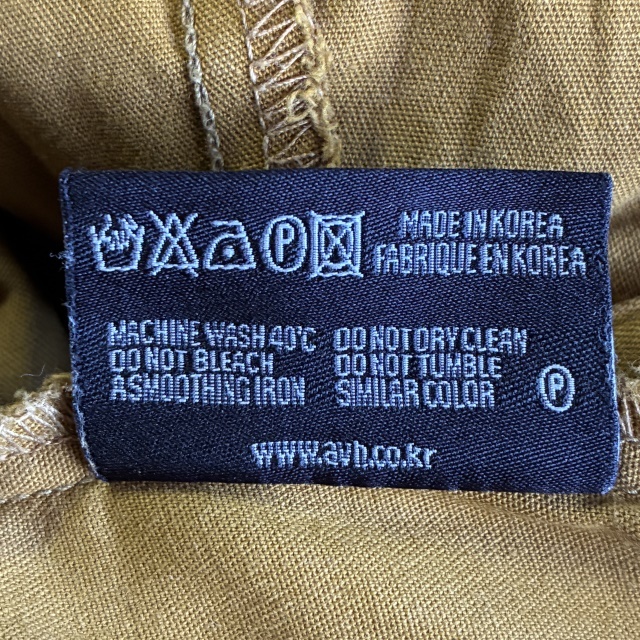 MADE IN KOREA
FABRIQUE EN KOREA
P
MACHINE WASH 40°C
DO NOT BLEACH
A SMOOTHING IRON
DO NOT DRY CLEAN
DO NOT TUMBLE
SIMILAR COLOR
P
www.avh.co.kr